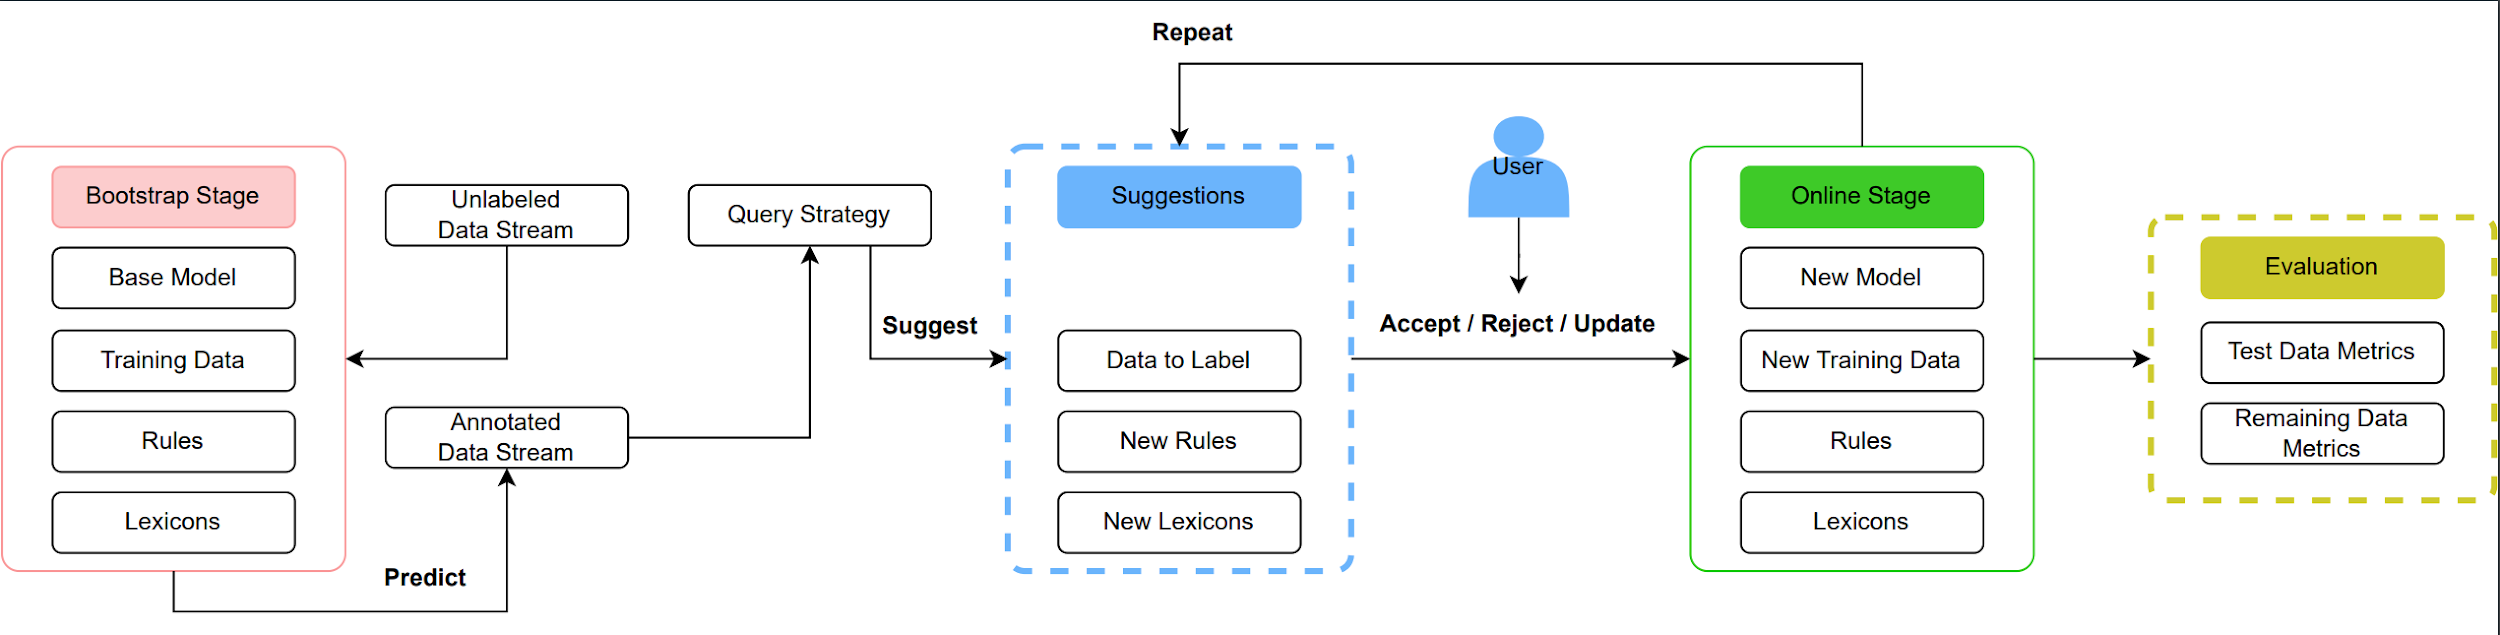 Repeat
Bootstrap Stage
Base Model
Training Data
Rules
Lexicons
Predict
Unlabeled
Data Stream
Annotated
Data Stream
Query Strategy
Suggest
Suggestions
Data to Label
New Rules
New Lexicons
User
Accept / Reject / Update
Online Stage
New Model
New Training Data
Rules
Lexicons
Evaluation
Test Data Metrics
Remaining Data
Metrics